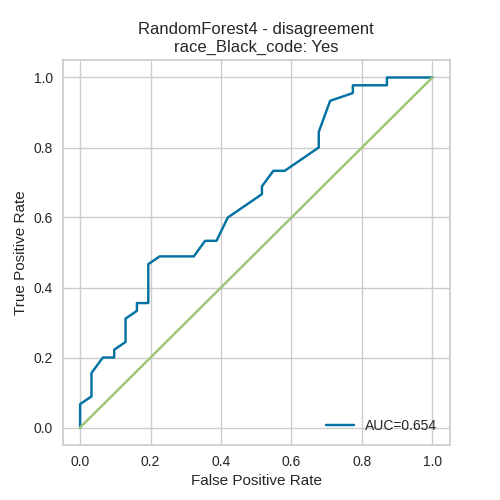 RandomForest4 - disagreement
race_Black_code: Yes
True Positive Rate
1.0
0.8
0.6
0.4
0.2
0.0
AUC=0.654
0.0 0.2 0.4 0.6 0.8 1.0
False Positive Rate